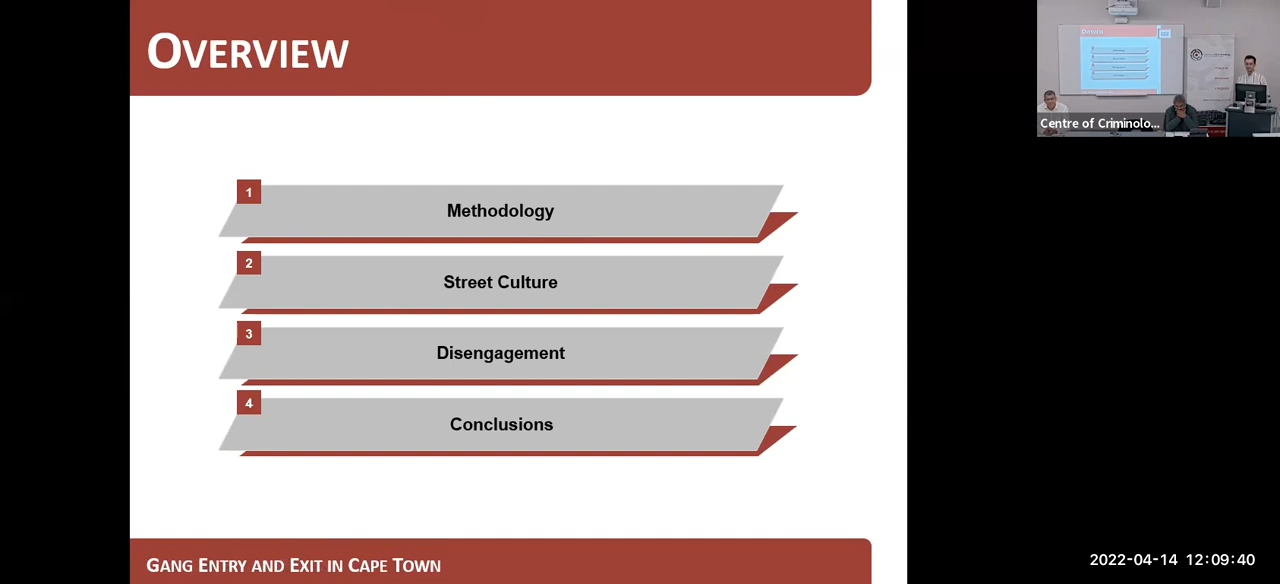 OVERVIEW
1
Methodology
2
Street Culture
3
Disengagement
4
Conclusions
GANG ENTRY AND EXIT IN CAPE TOWN
Centre of Criminolo...
2022-04-14 12:09:40